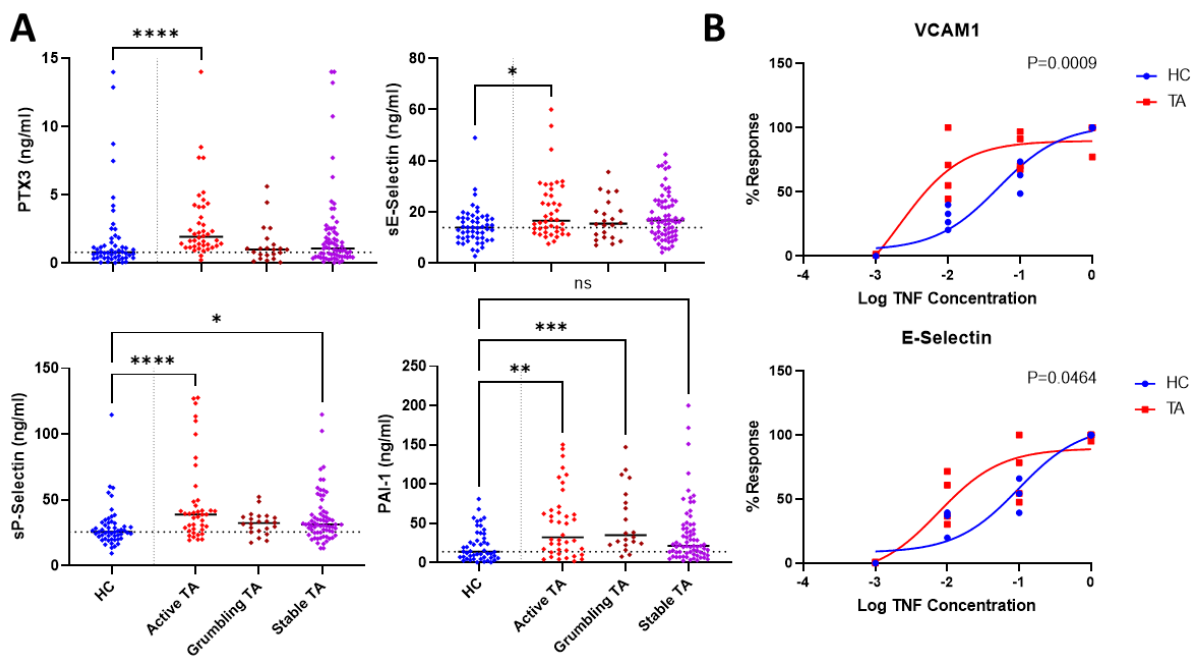 A
****
15
10
5
0
PTX3 (ng/ml)
*
80
60
40
20
0
sE-Selectin (ng/ml)
*
****
150
100
50
0
sP-Selectin (ng/ml)
HC
Active TA
Grumbling TA
Stable TA
ns
***
**
250
200
150
100
50
0
PAI-1 (ng/ml)
HC
Active TA
Grumbling TA
Stable TA
B
VCAM1
P=0.0009
HC
TA
150
100
50
0
% Response
-4 -3 -2 -1 0
Log TNF Concentration
E-Selectin
P=0.0464
HC
TA
150
100
50
0
% Response
-4 -3 -2 -1 0
Log TNF Concentration